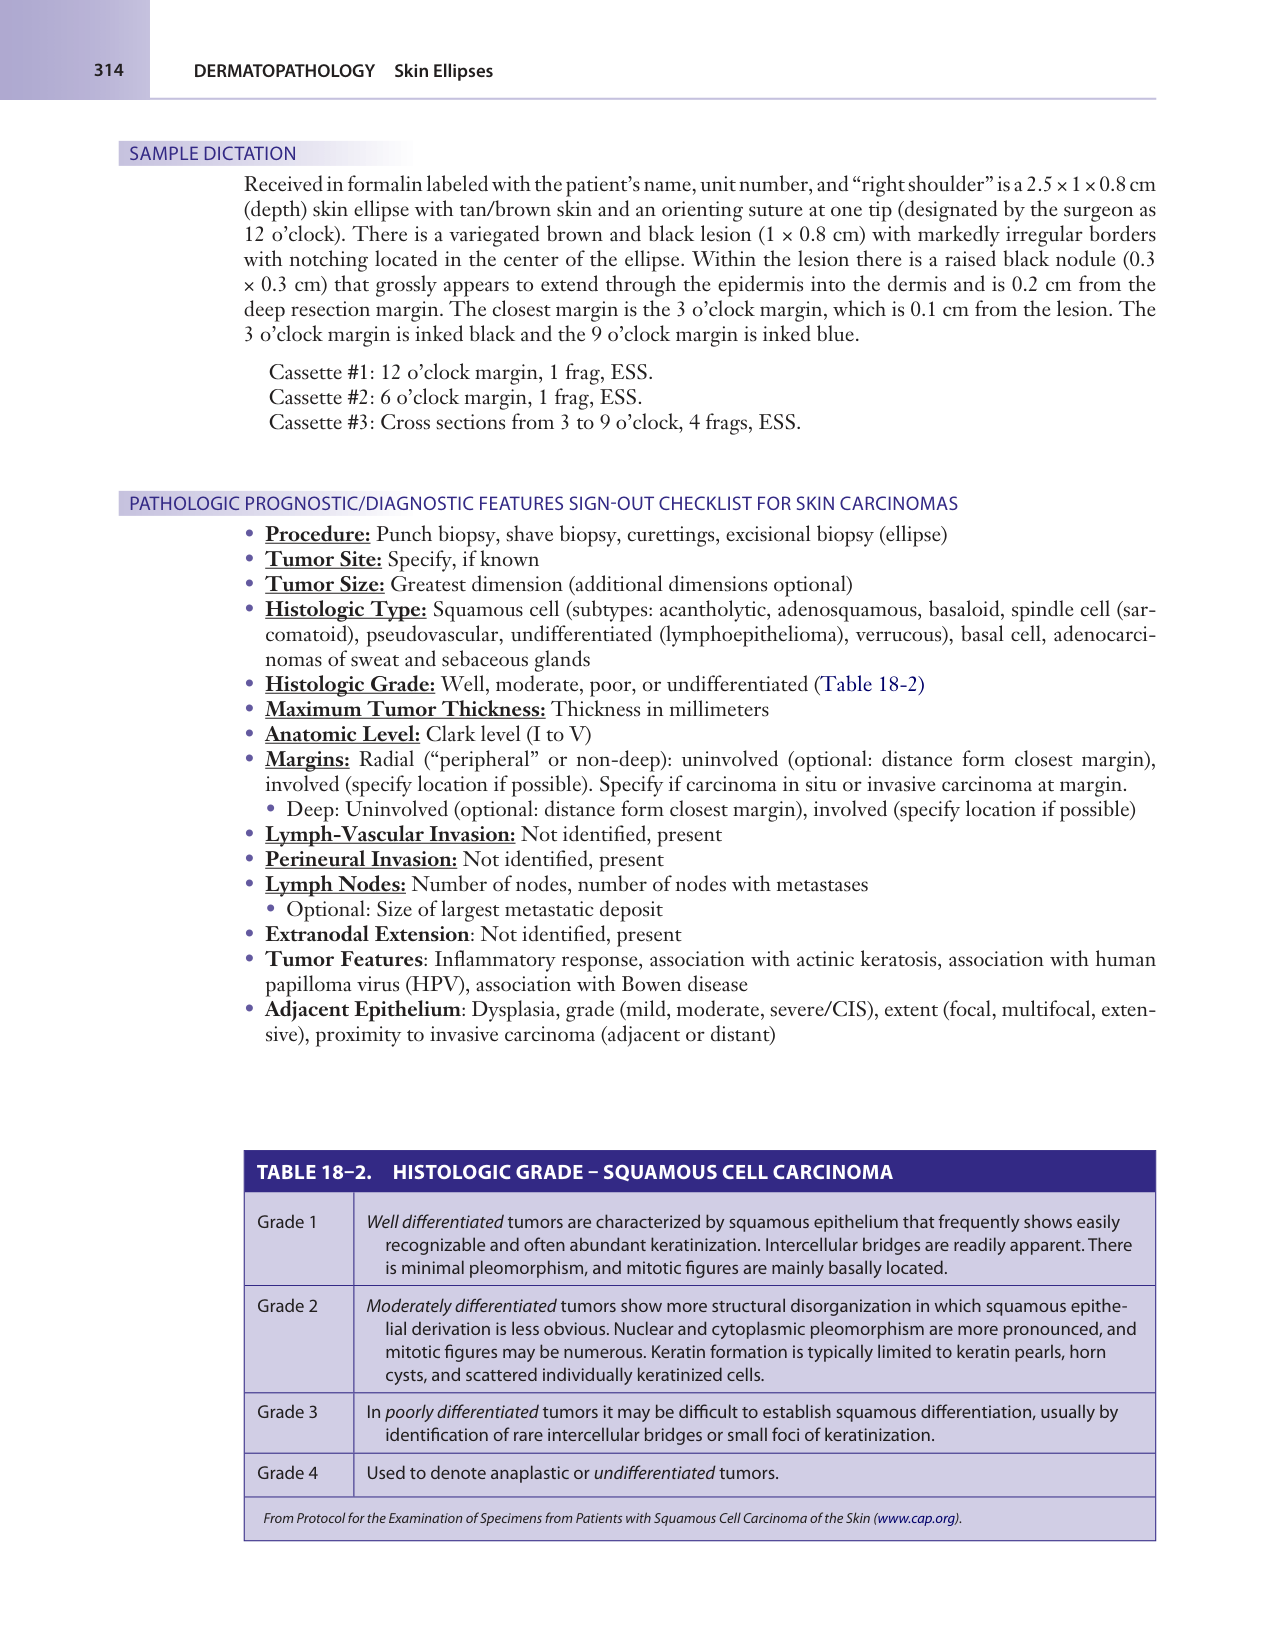 314
DERMATOPATHOLOGY Skin Ellipses
SAMPLE DICTATION
Received in formalin labeled with the patient’s name, unit number, and “right shoulder” is a 2.5 × 1 × 0.8 cm
(depth) skin ellipse with tan/brown skin and an orienting suture at one tip (designated by the surgeon as
12 o’clock). There is a variegated brown and black lesion (1 × 0.8 cm) with markedly irregular borders
with notching located in the center of the ellipse. Within the lesion there is a raised black nodule (0.3
× 0.3 cm) that grossly appears to extend through the epidermis into the dermis and is 0.2 cm from the
deep resection margin. The closest margin is the 3 o’clock margin, which is 0.1 cm from the lesion. The
3 o’clock margin is inked black and the 9 o’clock margin is inked blue.
Cassette #1: 12 o’clock margin, 1 frag, ESS.
Cassette #2: 6 o’clock margin, 1 frag, ESS.
Cassette #3: Cross sections from 3 to 9 o’clock, 4 frags, ESS.
PATHOLOGIC PROGNOSTIC/DIAGNOSTIC FEATURES SIGN-OUT CHECKLIST FOR SKIN CARCINOMAS
• Procedure: Punch biopsy, shave biopsy, curettings, excisional biopsy (ellipse)
• Tumor Site: Specify, if known
• Tumor Size: Greatest dimension (additional dimensions optional)
• Histologic Type: Squamous cell (subtypes: acantholytic, adenosquamous, basaloid, spindle cell (sar-
comatoid), pseudovascular, undifferentiated (lymphoepithelioma), verrucous), basal cell, adenocarci-
nomas of sweat and sebaceous glands
• Histologic Grade: Well, moderate, poor, or undifferentiated (Table 18-2)
• Maximum Tumor Thickness: Thickness in millimeters
• Anatomic Level: Clark level (I to V)
• Margins: Radial (“peripheral” or non-deep): uninvolved (optional: distance form closest margin),
involved (specify location if possible). Specify if carcinoma in situ or invasive carcinoma at margin.
• Deep: Uninvolved (optional: distance form closest margin), involved (specify location if possible)
• Lymph-Vascular Invasion: Not identified, present
• Perineural Invasion: Not identified, present
• Lymph Nodes: Number of nodes, number of nodes with metastases
• Optional: Size of largest metastatic deposit
• Extranodal Extension: Not identified, present
• Tumor Features: Inflammatory response, association with actinic keratosis, association with human
papilloma virus (HPV), association with Bowen disease
• Adjacent Epithelium: Dysplasia, grade (mild, moderate, severe/CIS), extent (focal, multifocal, exten-
sive), proximity to invasive carcinoma (adjacent or distant)
TABLE 18–2. HISTOLOGIC GRADE – SQUAMOUS CELL CARCINOMA
Grade 1 Well differentiated tumors are characterized by squamous epithelium that frequently shows easily
recognizable and often abundant keratinization. Intercellular bridges are readily apparent. There
is minimal pleomorphism, and mitotic figures are mainly basally located.
Grade 2 Moderately differentiated tumors show more structural disorganization in which squamous epithe-
lial derivation is less obvious. Nuclear and cytoplasmic pleomorphism are more pronounced, and
mitotic figures may be numerous. Keratin formation is typically limited to keratin pearls, horn
cysts, and scattered individually keratinized cells.
Grade 3 In poorly differentiated tumors it may be difficult to establish squamous differentiation, usually by
identification of rare intercellular bridges or small foci of keratinization.
Grade 4 Used to denote anaplastic or undifferentiated tumors.
From Protocol for the Examination of Specimens from Patients with Squamous Cell Carcinoma of the Skin (www.cap.org).